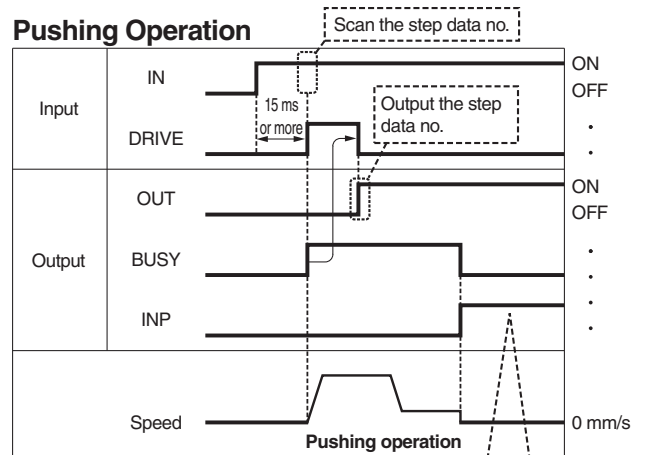 Pushing Operation
Scan the step data no.
Input
IN
ON
OFF
15 ms
or more
Output the step
data no.
DRIVE
Output
OUT
ON
OFF
BUSY
INP
Speed
0 mm/s
Pushing operation